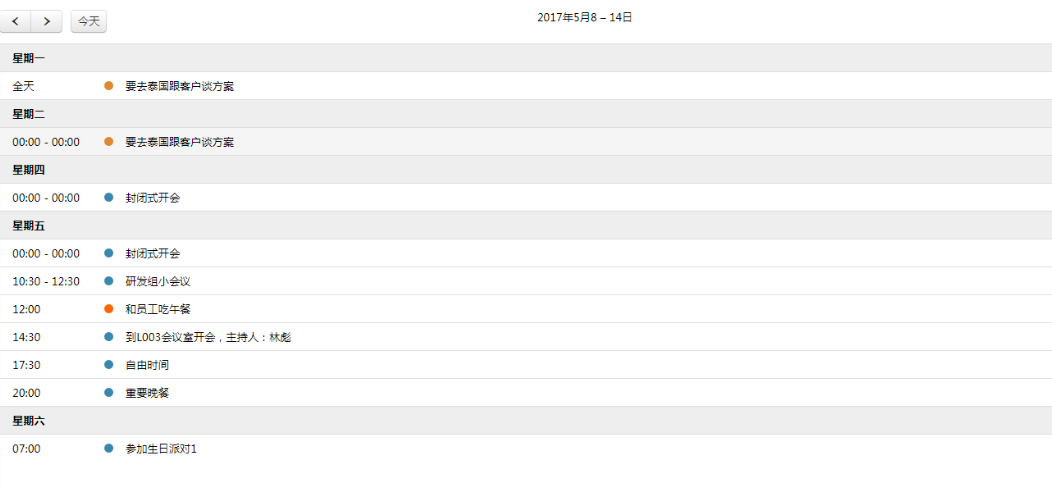 今天
2017年5月8 – 14日
星期一
全天 要去泰国跟客户谈方案
星期二
00:00 - 00:00 要去泰国跟客户谈方案
星期四
00:00 - 00:00 封闭式开会
星期五
00:00 - 00:00 封闭式开会
10:30 - 12:30 研发组小会议
12:00 和员工吃午餐
14:30 到L003会议室开会，主持人：林彪
17:30 自由时间
20:00 重要晚餐
星期六
07:00 参加生日派对1